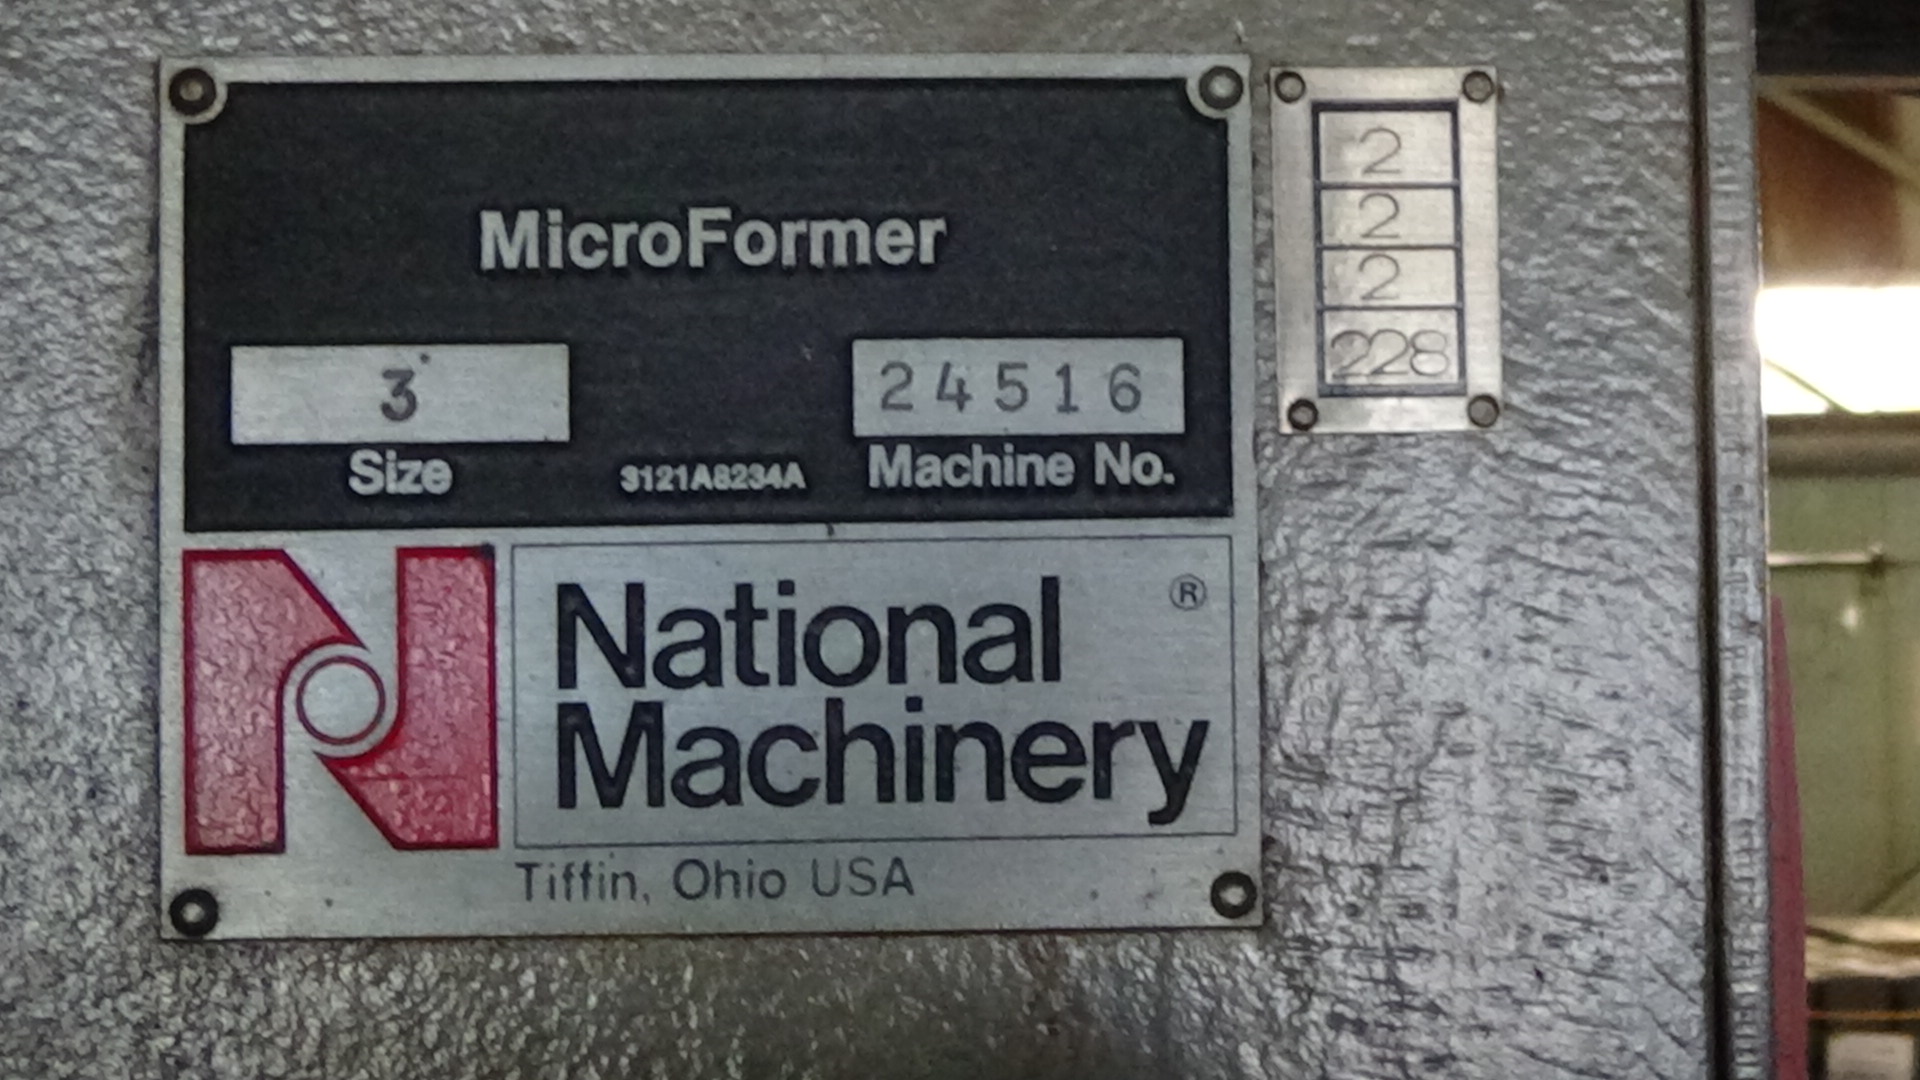 MicroFormer
3
24516
Size
3121A8234A
Machine No.
National ®
Machinery
Tiffin, Ohio USA
2
2
2
228